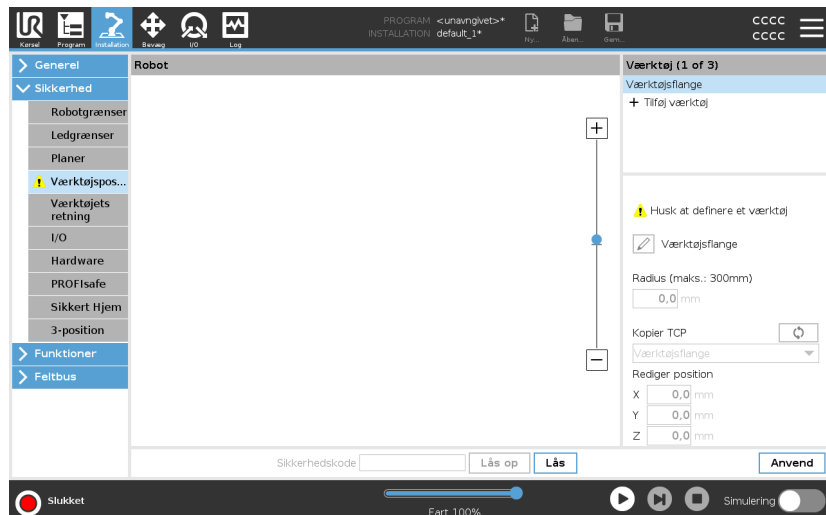 PROGRAM <unavngivet>*
INSTALLATION default_1*
Kørsel
Program
Installation
Bevæg
I/O
Log
Ny...
Åben...
Gem...
CCCC
CCCC
Generel
Sikkerhed
Robotgrænser
Ledgrænser
Planer
Værktøjspos...
Værktøjets
retning
I/O
Hardware
PROFIsafe
Sikkert Hjem
3-position
Funktioner
Feltbus
Robot
Sikkerhedskode
Lås op
Lås
Værktøj (1 of 3)
Værktøjsflange
+ Tilføj værktøj
Husk at definere et værktøj
Værktøjsflange
Radius (maks.: 300mm)
0,0 mm
Kopier TCP
Værktøjsflange
Rediger position
X 0,0 mm
Y 0,0 mm
Z 0,0 mm
Anvend
Slukket
Fart 100%
Simulering